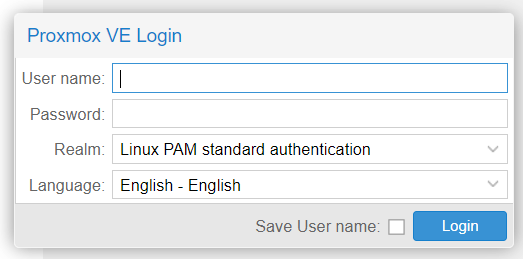 Proxmox VE Login
User name:
Password:
Realm: Linux PAM standard authentication
Language: English - English
Save User name: Login